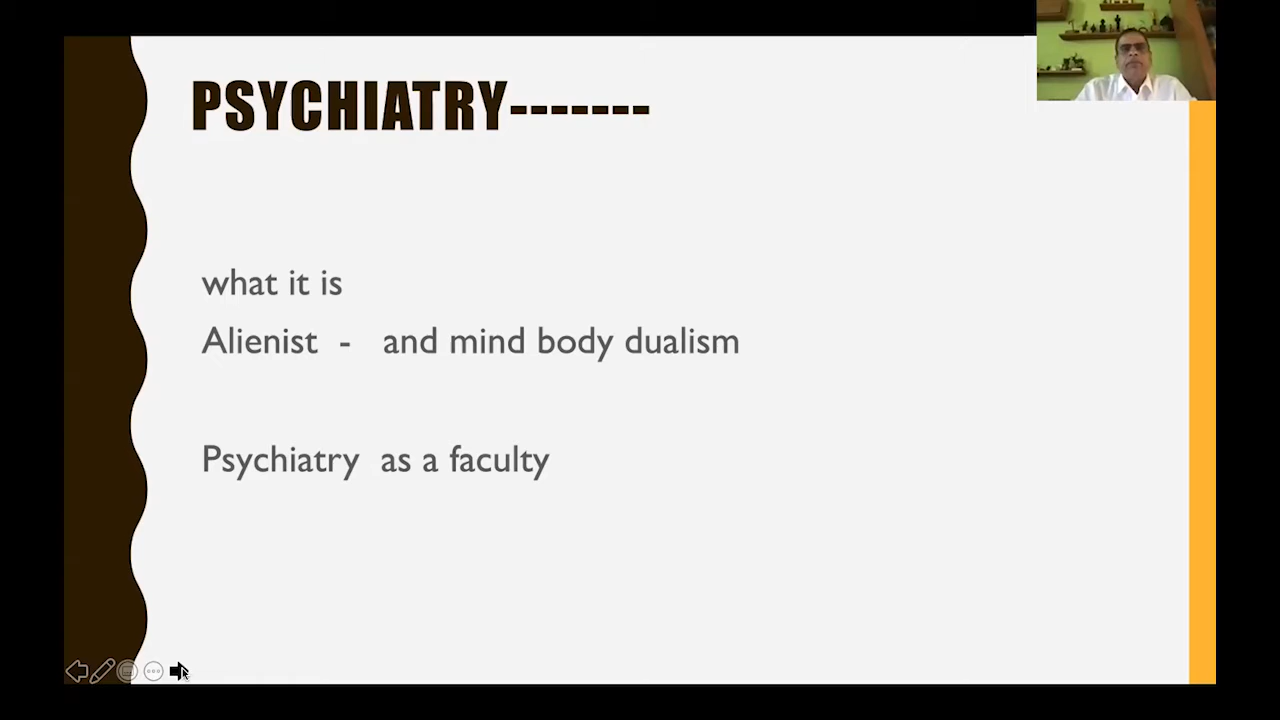 PSYCHIATRY-------
what it is
Alienist - and mind body dualism
Psychiatry as a faculty